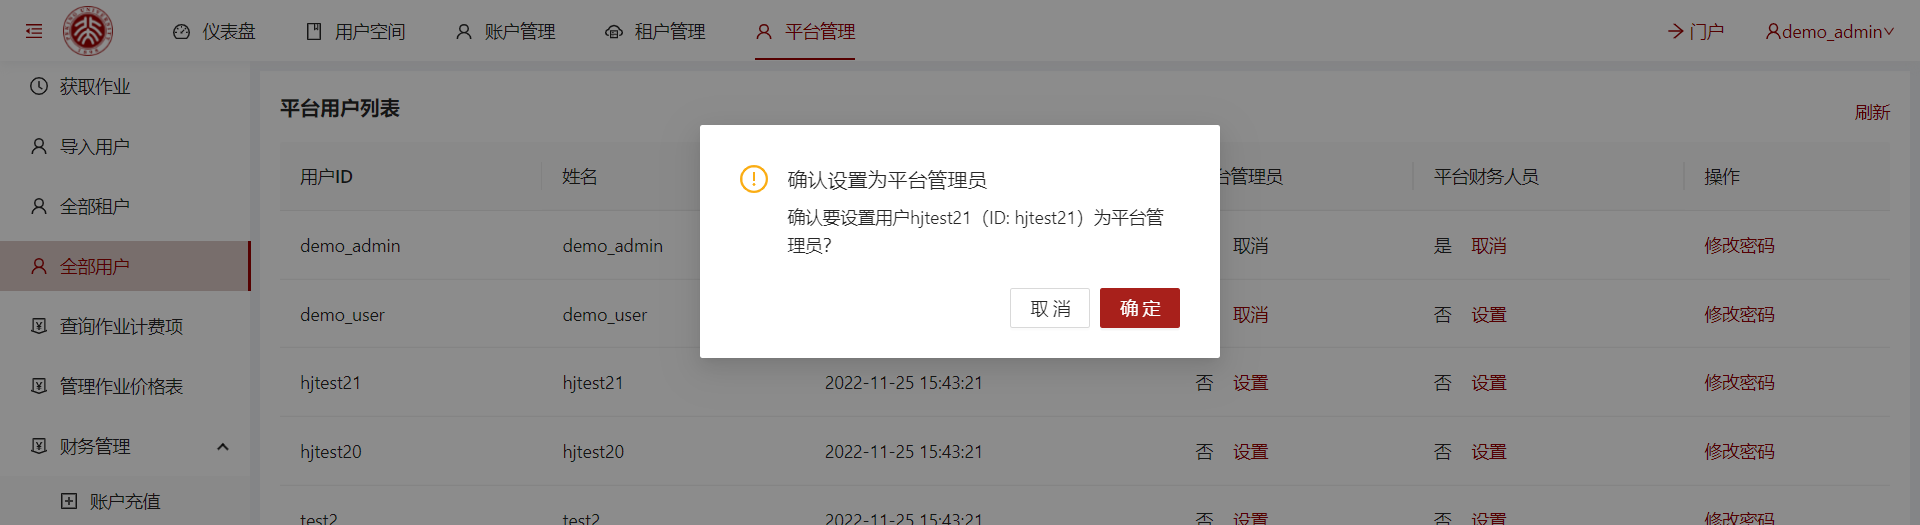 仪表盘 用户空间 账户管理 租户管理 平台管理 门户 demo_admin
获取作业
导入用户
全部租户
全部用户
查询作业计费项
管理作业价格表
财务管理
账户充值
平台用户列表
刷新
用户ID 姓名 台管理员 平台财务人员 操作
demo_admin demo_admin 取消 是 取消 修改密码
demo_user demo_user 取消 否 设置 修改密码
hjtest21 hjtest21 2022-11-25 15:43:21 否 设置 否 设置 修改密码
hjtest20 hjtest20 2022-11-25 15:43:21 否 设置 否 设置 修改密码
test2 test2 2022-11-25 15:43:21 否 设置 否 设置 修改密码
确认设置为平台管理员
确认要设置用户hjtest21（ID: hjtest21）为平台管
理员？
取 消 确 定